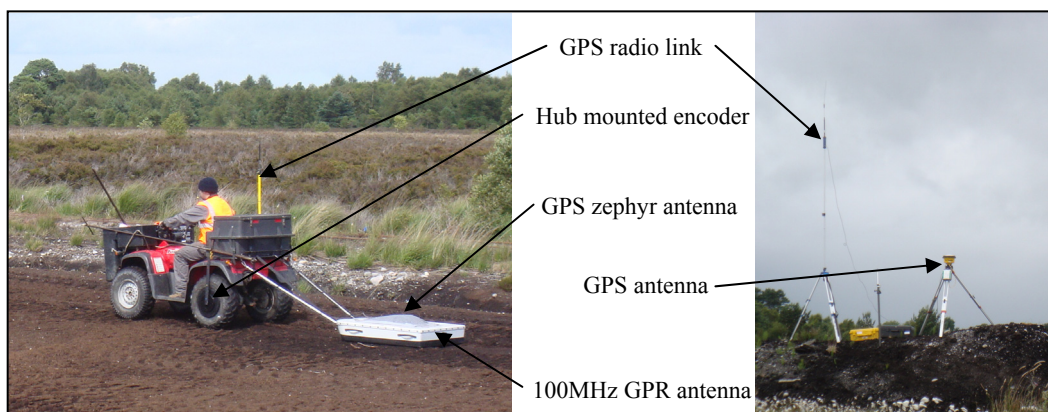 GPS radio link
Hub mounted encoder
GPS zephyr antenna
GPS antenna
100MHz GPR antenna